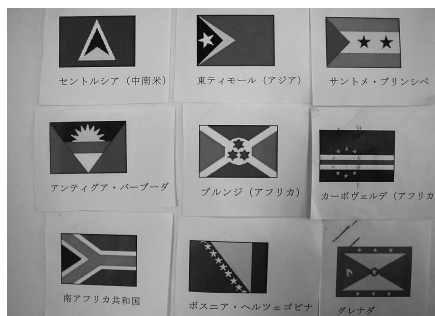 セントルシア（中南米）
東ティモール（アジア）
サントメ・プリンシペ
アンティグア・バーブーダ
ブルンジ（アフリカ）
カーボヴェルデ（アフリカ
南アフリカ共和国
ボスニア・ヘルツェゴビナ
グレナダ